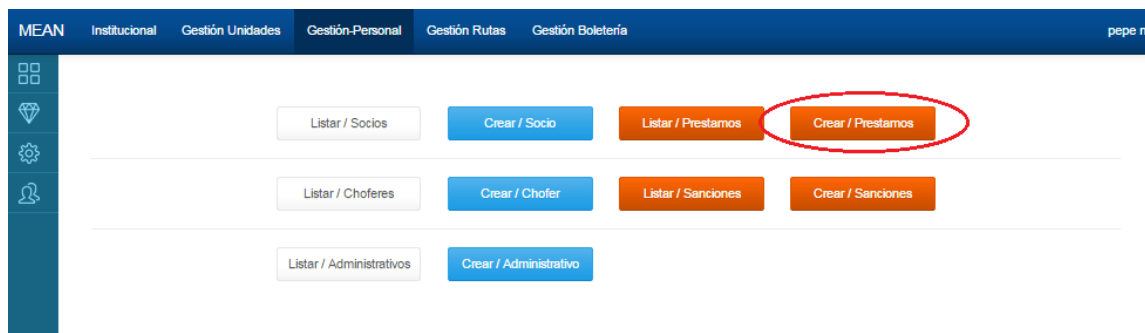 MEAN Institucional Gestión Unidades Gestión-Personal Gestión Rutas Gestión Boletería pepe
Listar / Socios Crear / Socio Listar / Prestamos Crear / Prestamos
Listar / Choferes Crear / Chofer Listar / Sanciones Crear / Sanciones
Listar / Administrativos Crear / Administrativo